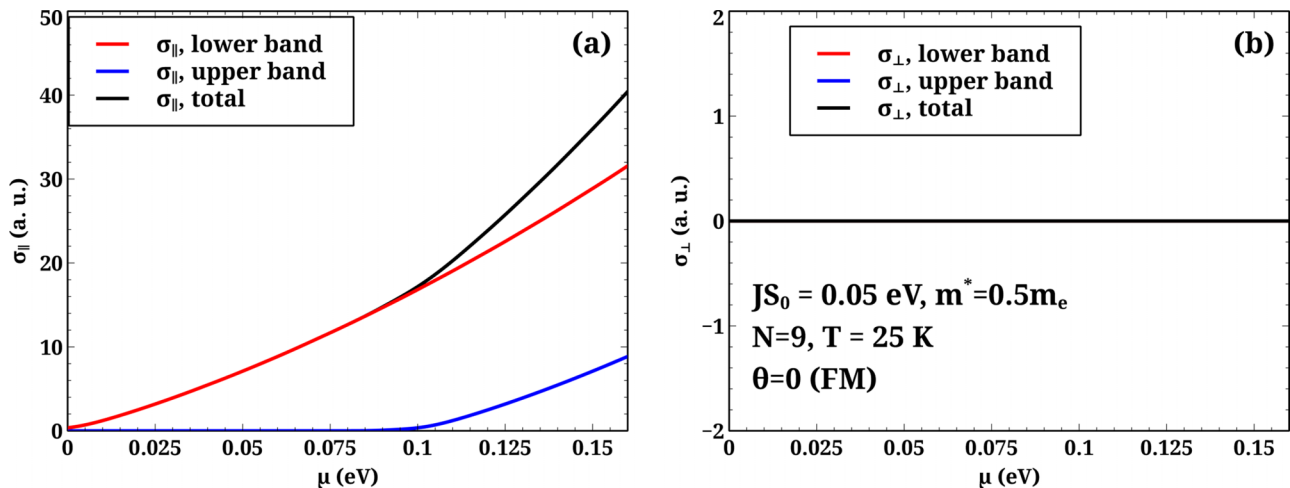 50
40
30
20
10
0
σ∥ (a. u.)
σ∥, lower band
σ∥, upper band
σ∥, total
(a)
0 0.025 0.05 0.075 0.1 0.125 0.15
μ (eV)
2
1
0
−1
−2
σ⊥ (a. u.)
σ⊥, lower band
σ⊥, upper band
σ⊥, total
(b)
JS₀ = 0.05 eV, m*=0.5mₑ
N=9, T = 25 K
θ=0 (FM)
0 0.025 0.05 0.075 0.1 0.125 0.15
μ (eV)